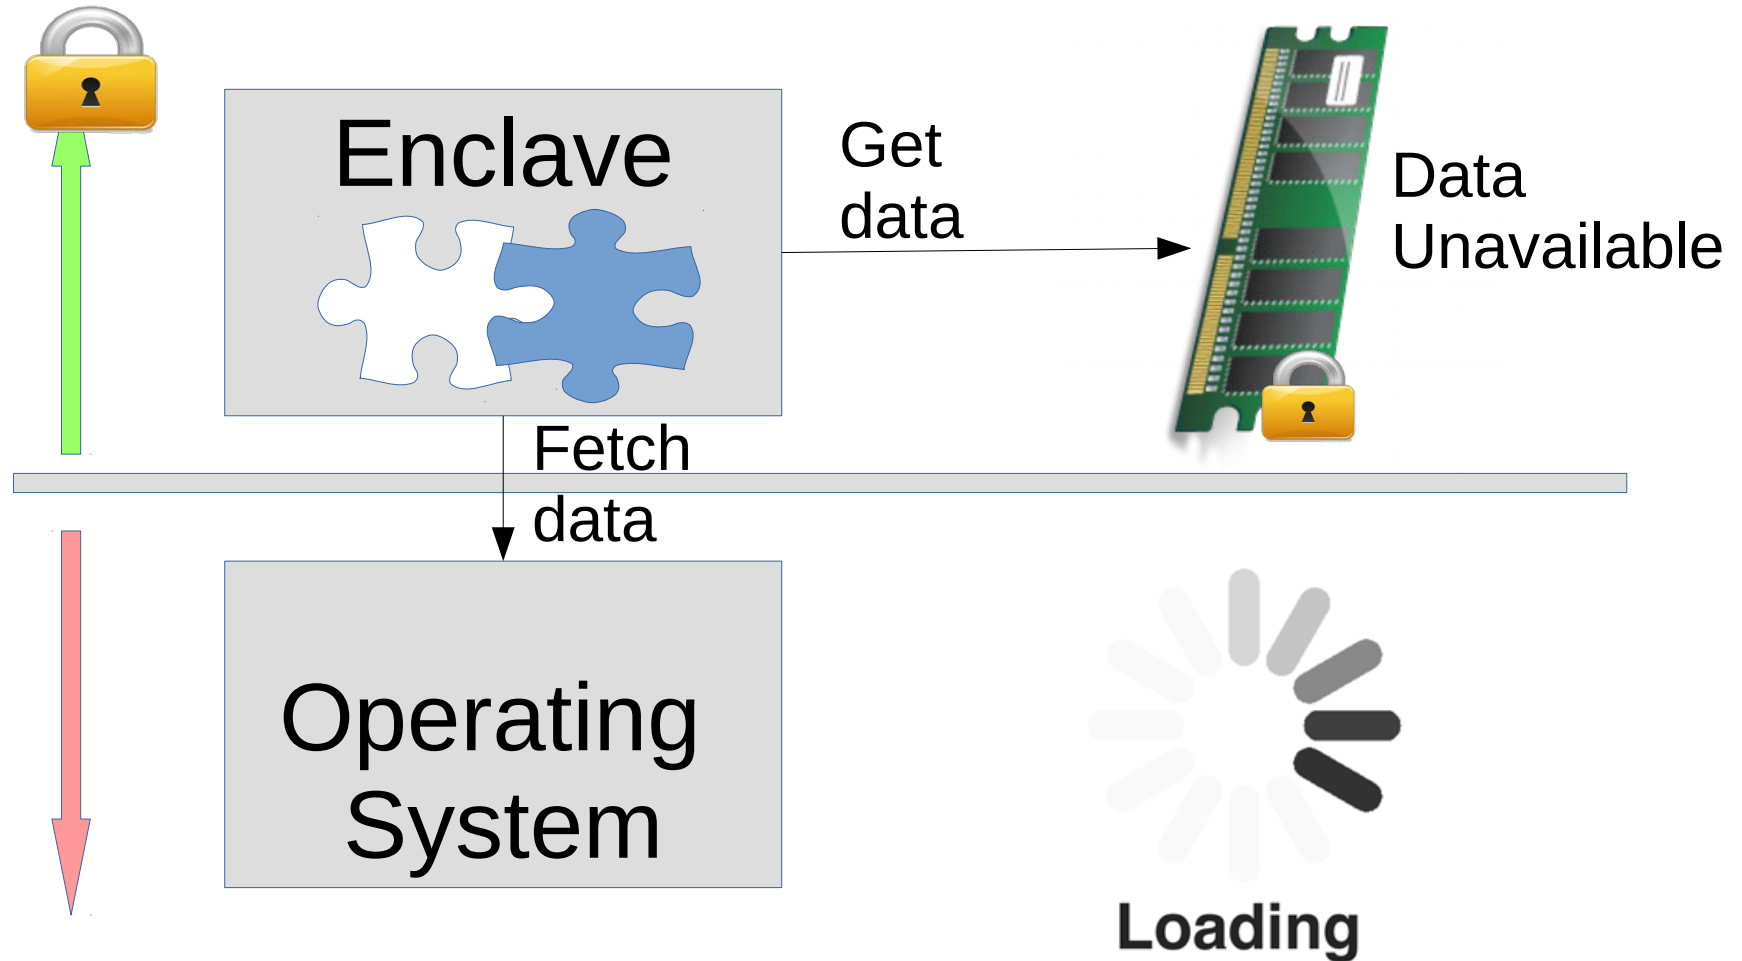 Enclave
Get
data
Data
Unavailable
Fetch
data
Operating
System
Loading